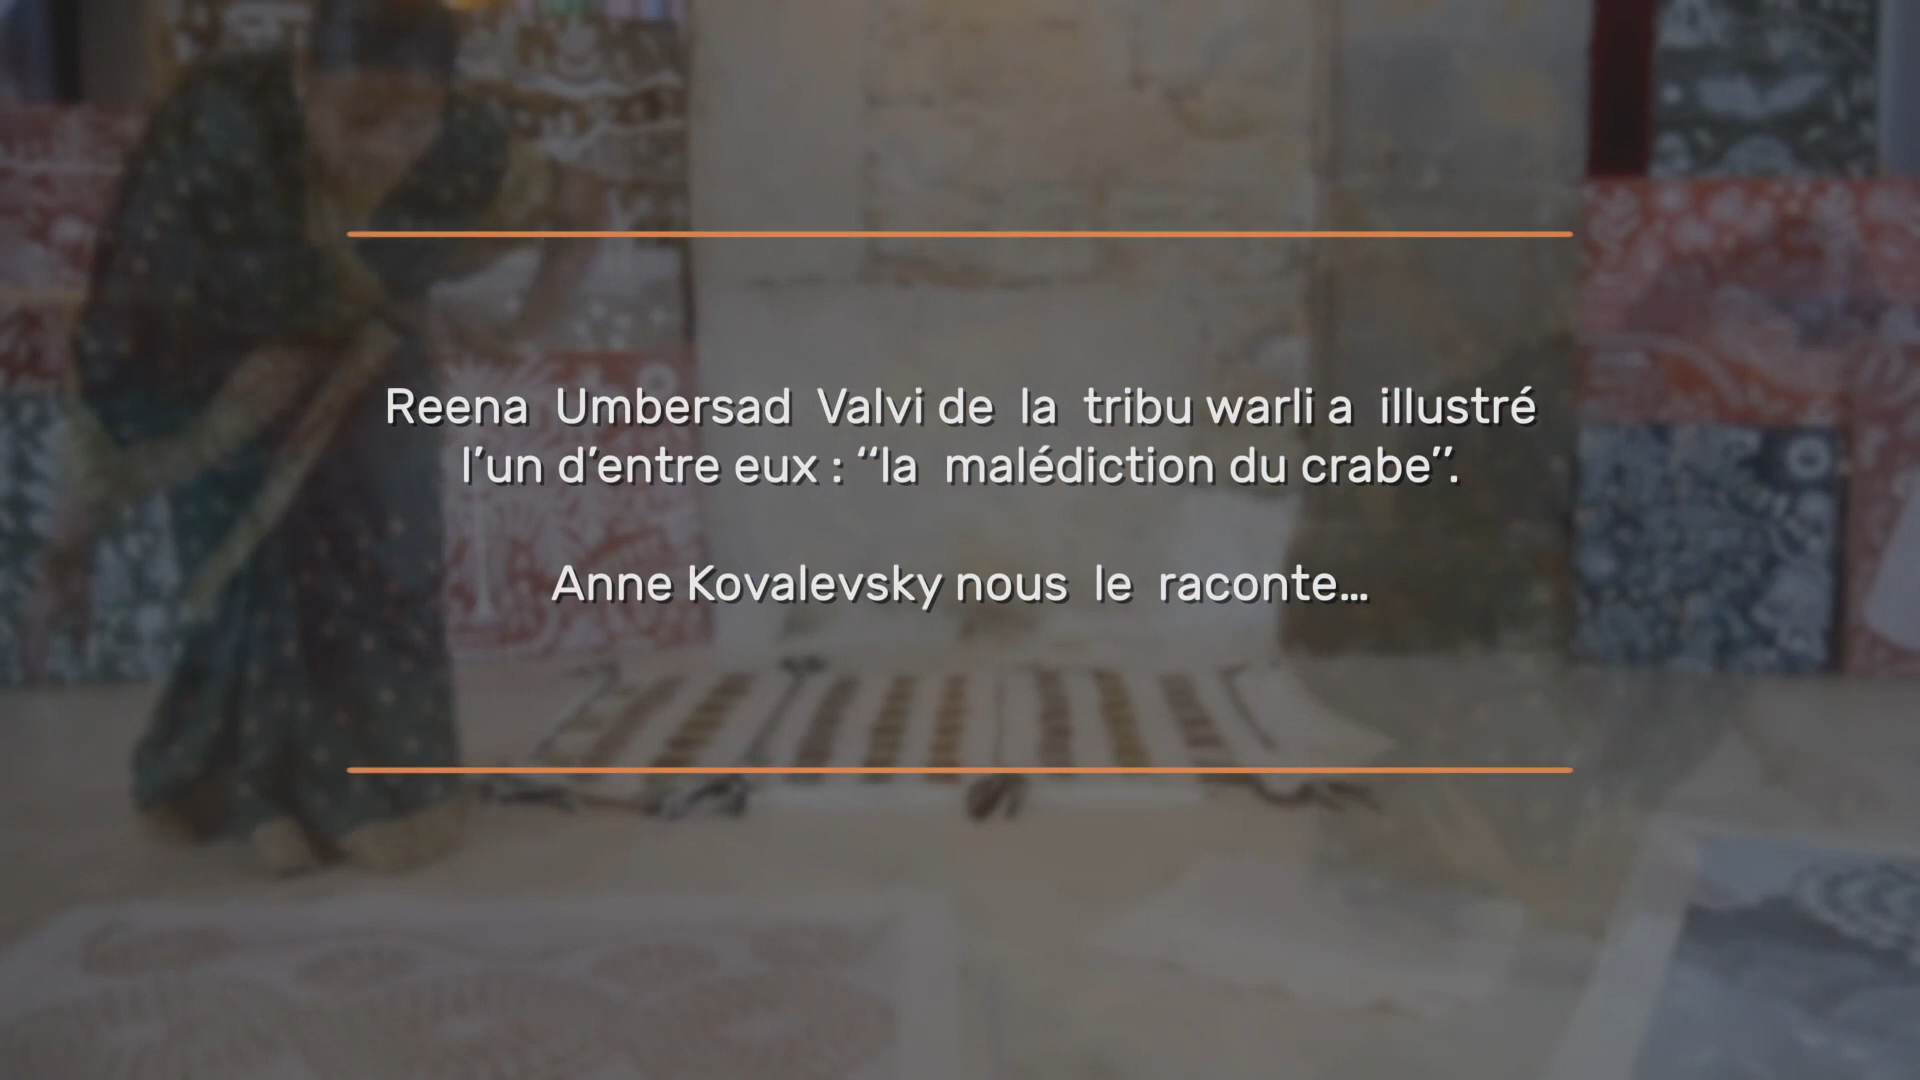 Reena Umbersad Valvi de la tribu warli a illustré
l’un d’entre eux : “la malédiction du crabe”.
Anne Kovalevsky nous le raconte...